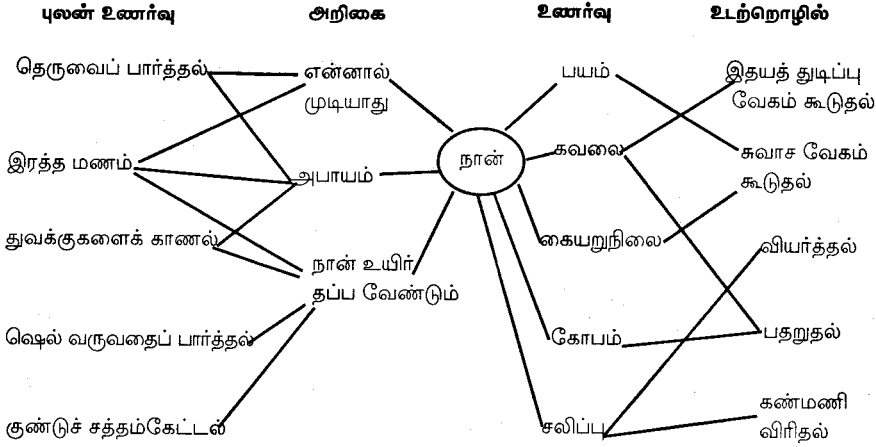 புலன் உணர்வு அறிகை உணர்வு உடற்றொழில்
தெருவைப் பார்த்தல்
இரத்த மணம்
துவக்குகளைக் காணல்
ஷெல் வருவதைப் பார்த்தல்
குண்டுச் சத்தம்கேட்டல்
என்னால்
முடியாது
அபாயம்
நான் உயிர்
தப்ப வேண்டும்
நான்
பயம்
கவலை
கையறுநிலை
கோபம்
சலிப்பு
இதயத் துடிப்பு
வேகம் கூடுதல்
சுவாச வேகம்
கூடுதல்
வியர்த்தல்
பதறுதல்
கண்மணி
விரிதல்